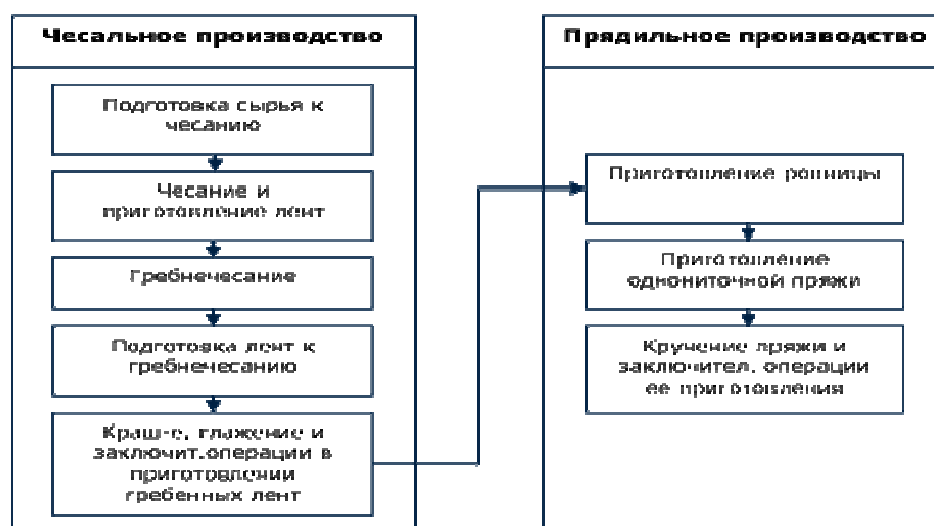 Чесальное производство
Подготовка сырья к
чесанию
Чесание и
приготовление лент
Гребнечесание
Подготовка лент к
гребнечесанию
Краш-е, глажение и
заключит.операции в
приготовлении
гребенных лент
Прядильное производство
Приготовление ровницы
Приготовление
однониточной пряжи
Кручение пряжи и
заключител. операции
ее приготовления